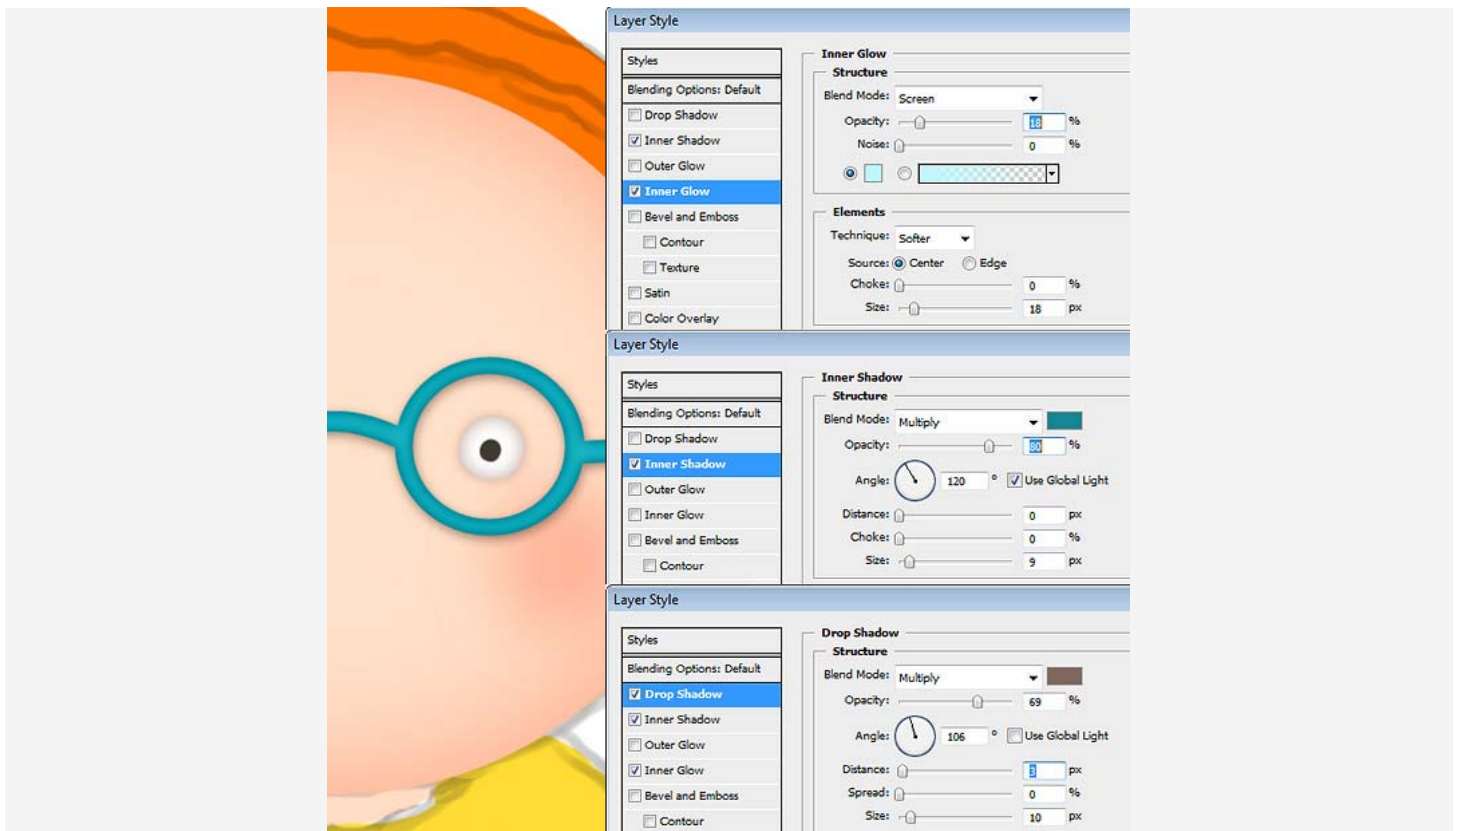 Layer Style
Styles
Blending Options: Default
Drop Shadow
Inner Shadow
Outer Glow
Inner Glow
Bevel and Emboss
Contour
Texture
Satin
Color Overlay
Inner Glow
Structure
Blend Mode: Screen
Opacity: 18 %
Noise: 0 %
Elements
Technique: Softer
Source: Center Edge
Choke: 0 %
Size: 18 px
Layer Style
Styles
Blending Options: Default
Drop Shadow
Inner Shadow
Outer Glow
Inner Glow
Bevel and Emboss
Contour
Inner Shadow
Structure
Blend Mode: Multiply
Opacity: 80 %
Angle: 120 ° Use Global Light
Distance: 0 px
Choke: 0 %
Size: 9 px
Layer Style
Styles
Blending Options: Default
Drop Shadow
Inner Shadow
Outer Glow
Inner Glow
Bevel and Emboss
Contour
Drop Shadow
Structure
Blend Mode: Multiply
Opacity: 69 %
Angle: 106 ° Use Global Light
Distance: 3 px
Spread: 0 %
Size: 10 px